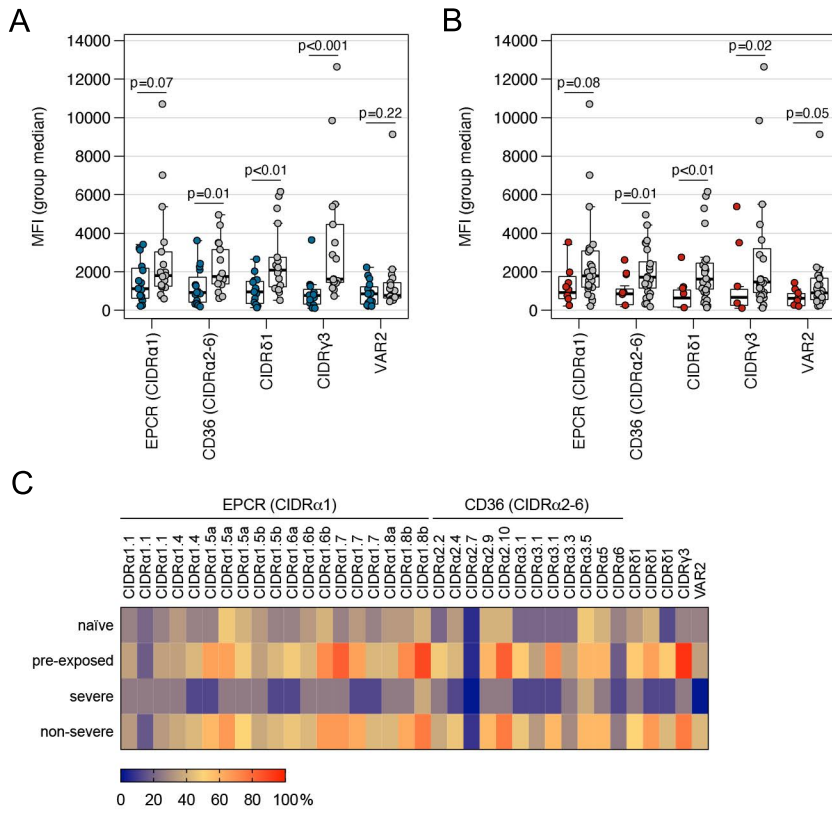 A
MFI (group median)
14000
12000
10000
8000
6000
4000
2000
0
p=0.07
p=0.01
p<0.01
p<0.001
p=0.22
EPCR (CIDRα1)
CD36 (CIDRα2-6)
CIDRδ1
CIDRγ3
VAR2
B
MFI (group median)
14000
12000
10000
8000
6000
4000
2000
0
p=0.08
p=0.01
p<0.01
p=0.02
p=0.05
EPCR (CIDRα1)
CD36 (CIDRα2-6)
CIDRδ1
CIDRγ3
VAR2
C
EPCR (CIDRα1)
CD36 (CIDRα2-6)
CIDRα1.1
CIDRα1.1
CIDRα1.1
CIDRα1.4
CIDRα1.4
CIDRα1.5a
CIDRα1.5a
CIDRα1.5a
CIDRα1.5b
CIDRα1.5b
CIDRα1.6a
CIDRα1.6b
CIDRα1.6b
CIDRα1.7
CIDRα1.7
CIDRα1.7
CIDRα1.8a
CIDRα1.8b
CIDRα1.8b
CIDRα2.2
CIDRα2.4
CIDRα2.7
CIDRα2.9
CIDRα2.10
CIDRα3.1
CIDRα3.1
CIDRα3.1
CIDRα3.3
CIDRα3.5
CIDRα5
CIDRα6
CIDRδ1
CIDRδ1
CIDRδ1
CIDRγ3
VAR2
naïve
pre-exposed
severe
non-severe
0 20 40 60 80 100%